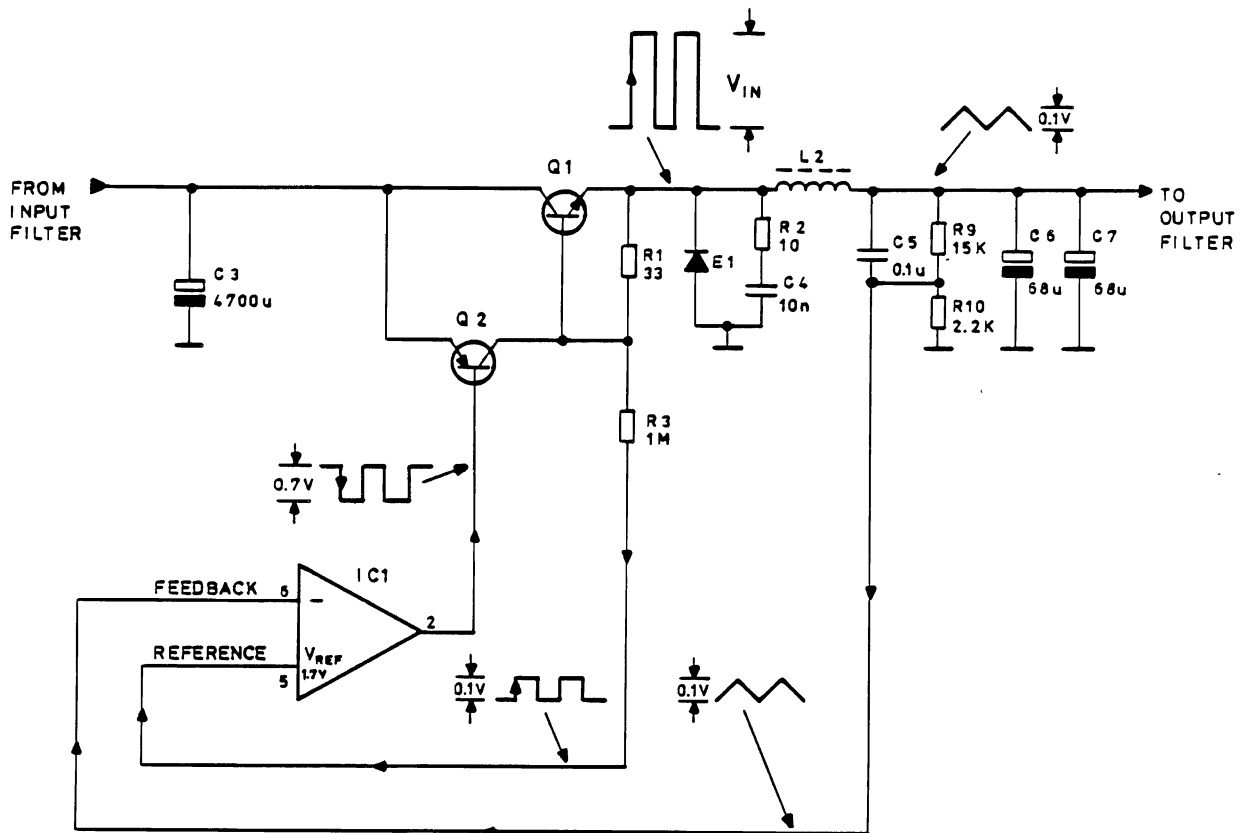 V IN
0.1V
L2
Q1
FROM
INPUT
FILTER
TO
OUTPUT
FILTER
C3
4700u
R1
33
E1
R2
10
C4
10n
C5
0.1u
R9
15K
R10
2.2K
C6
68u
C7
68u
Q2
R3
1M
0.7V
IC1
FEEDBACK
6
–
2
REFERENCE
VREF
1.7V
5
0.1V
0.1V